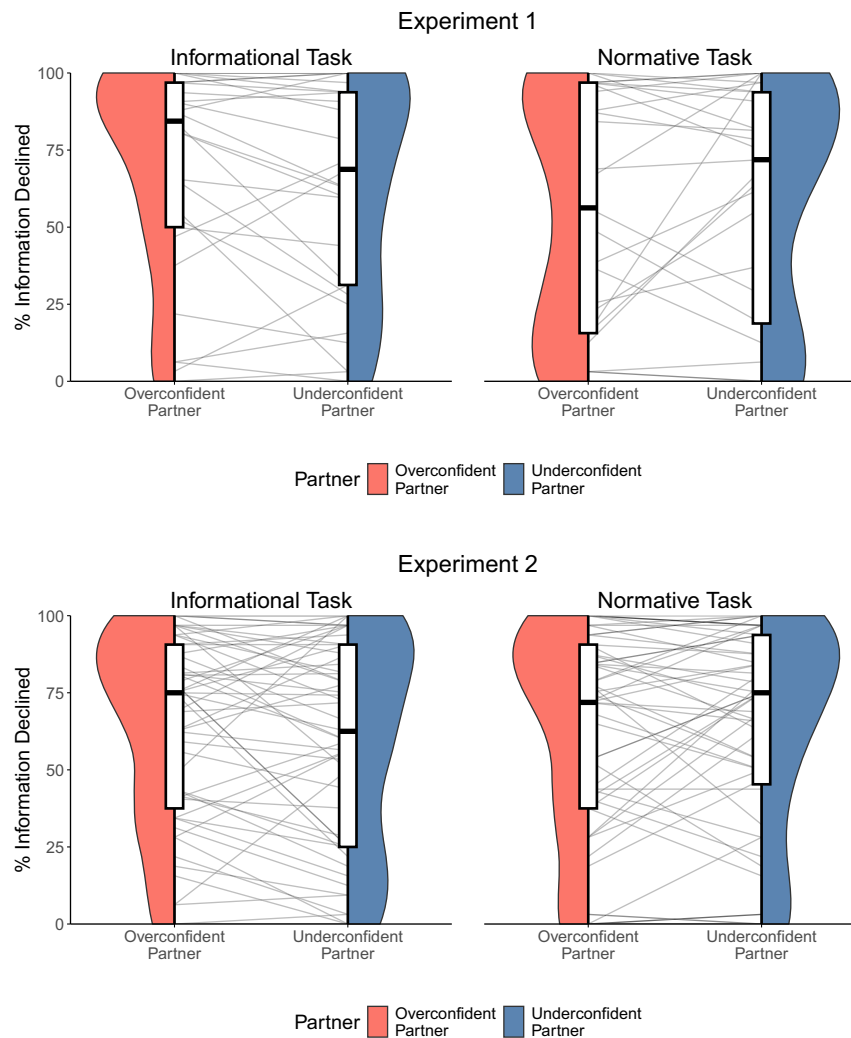 Experiment 1
Informational Task
Normative Task
% Information Declined
100
75
50
25
0
Overconfident
Partner
Underconfident
Partner
Overconfident
Partner
Underconfident
Partner
Partner
Overconfident
Partner
Underconfident
Partner
Experiment 2
Informational Task
Normative Task
% Information Declined
100
75
50
25
0
Overconfident
Partner
Underconfident
Partner
Overconfident
Partner
Underconfident
Partner
Partner
Overconfident
Partner
Underconfident
Partner